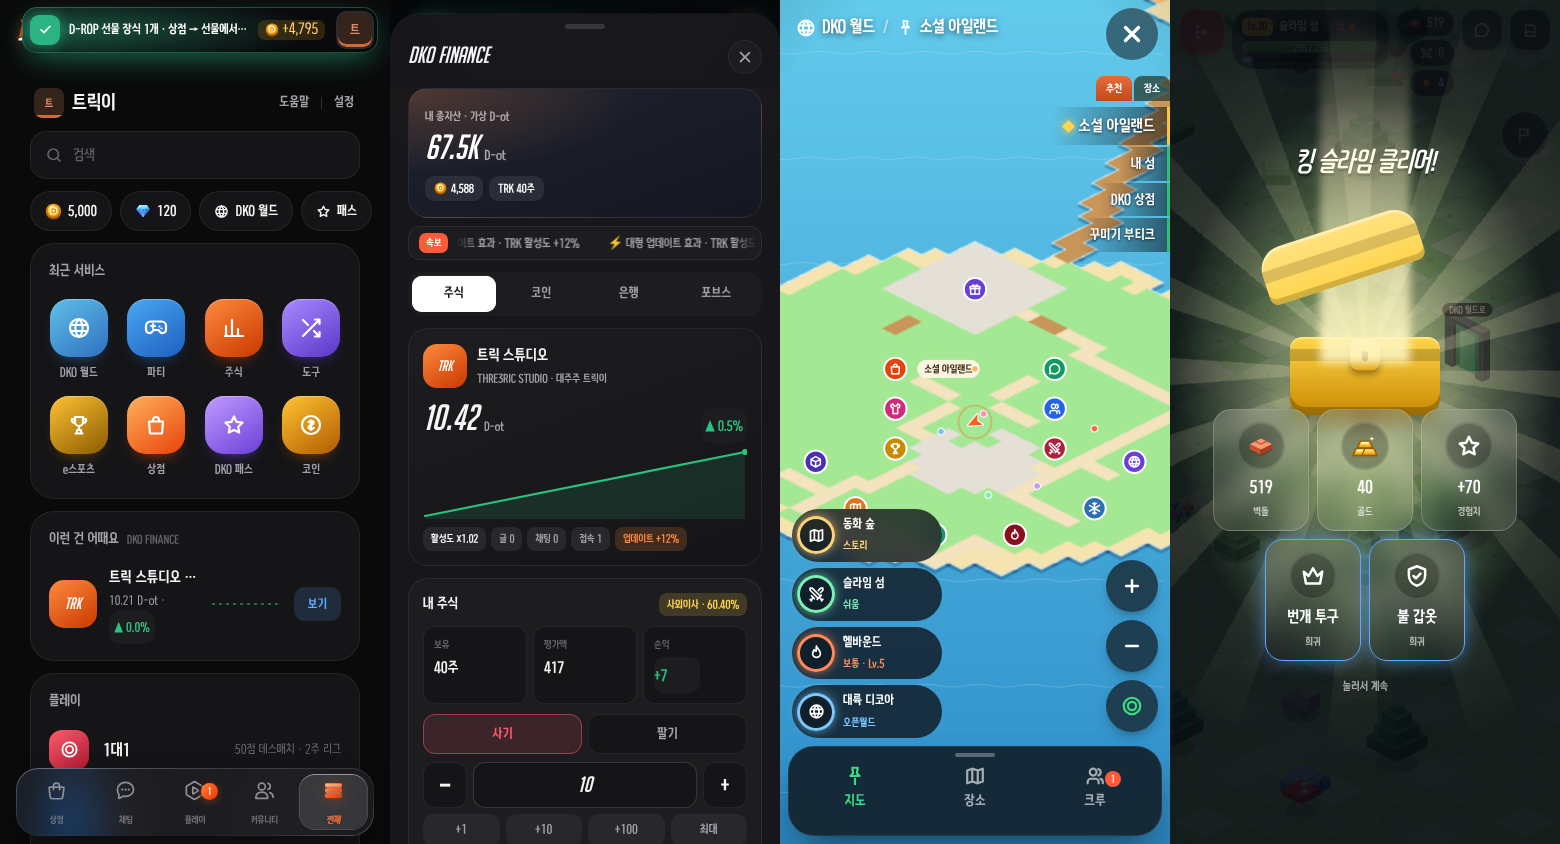 D-ROP 선물 장식 1개 · 상점 → 선물에서…
+4,795
트
트
트릭이
도움말
설정
검색
5,000
120
DKO 월드
패스
최근 서비스
DKO 월드
파티
주식
도구
e스포츠
상점
DKO 패스
코인
이런 건 어때요 DKO FINANCE
TRK
트릭 스튜디오 …
10.21 D-ot ·
▲ 0.0%
보기
플레이
1대1
50점 데스매치 · 2주 리그
상점
채팅
플레이
1
커뮤니티
전체
DKO FINANCE
내 총자산 · 가상 D-ot
67.5K D-ot
4,588
TRK 40주
속보
이트 효과 · TRK 활성도 +12%
⚡ 대형 업데이트 효과 · TRK 활성도
주식
코인
은행
포브스
TRK
트릭 스튜디오
THRE3RIC STUDIO · 대주주 트릭이
10.42 D-ot
▲ 0.5%
활성도 x1.02
글 0
채팅 0
접속 1
업데이트 +12%
내 주식
사외이사 · 60.40%
보유
40주
평가액
417
손익
+7
사기
팔기
−
10
+
+1
+10
+100
최대
DKO 월드 / 소셜 아일랜드
추천
장소
소셜 아일랜드
내 섬
DKO 상점
꾸미기 부티크
소셜 아일랜드
동화 숲
스토리
슬라임 섬
쉬움
헬바운드
보통 · Lv.5
대륙 디코아
오픈월드
지도
장소
크루
1
Lv.20
슬라임 섬
519
0
4
킹 슬라임 클리어!
DKO 월드로
519
벽돌
40
골드
+70
경험치
번개 투구
희귀
불 갑옷
희귀
눌러서 계속